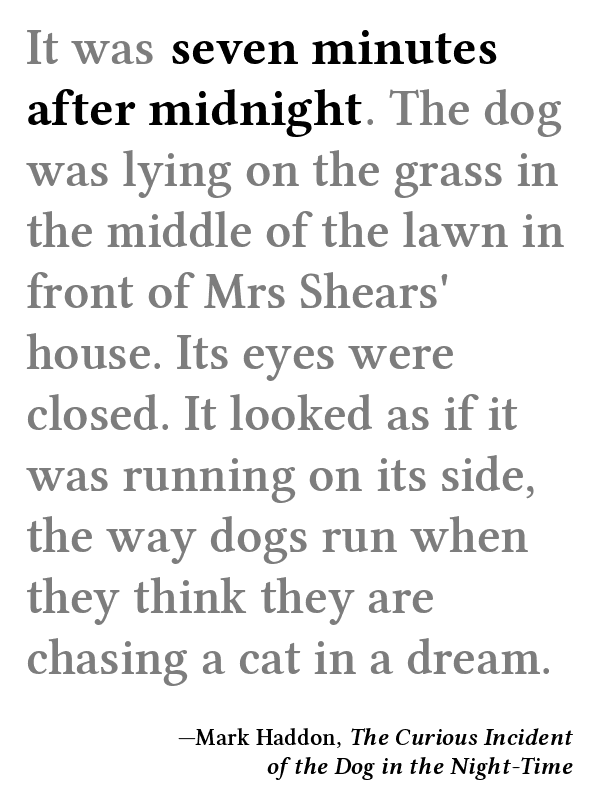 It was seven minutes
after midnight. The dog
was lying on the grass in
the middle of the lawn in
front of Mrs Shears'
house. Its eyes were
closed. It looked as if it
was running on its side,
the way dogs run when
they think they are
chasing a cat in a dream.
—Mark Haddon, The Curious Incident
of the Dog in the Night-Time